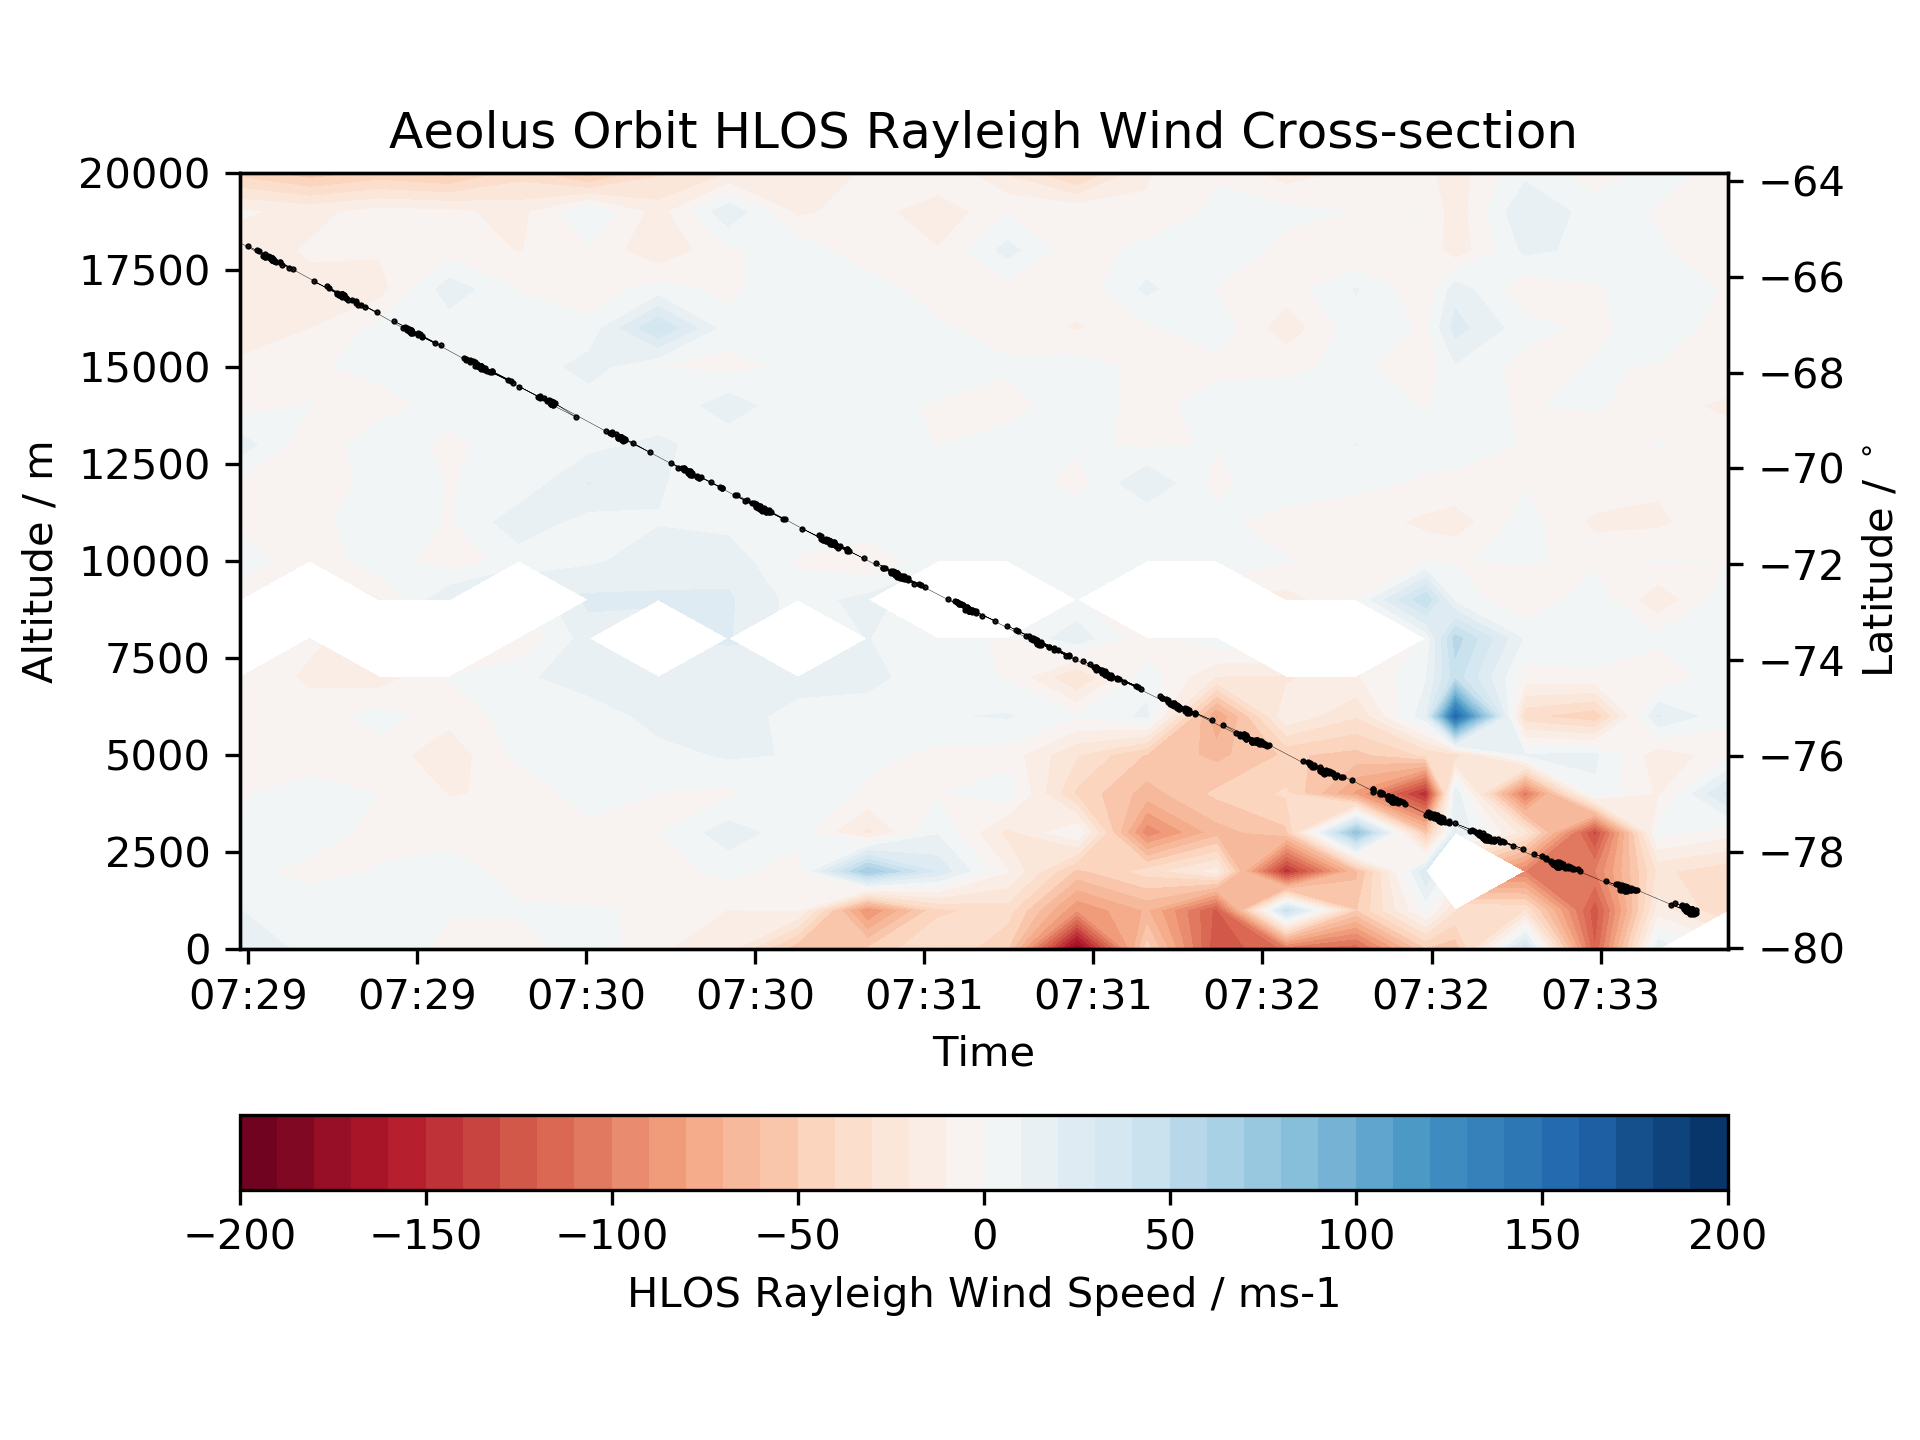 Aeolus Orbit HLOS Rayleigh Wind Cross-section
20000
17500
15000
12500
10000
7500
5000
2500
0
Altitude / m
−64
−66
−68
−70
−72
−74
−76
−78
−80
Latitude / °
07:29 07:29 07:30 07:30 07:31 07:31 07:32 07:32 07:33
Time
−200 −150 −100 −50 0 50 100 150 200
HLOS Rayleigh Wind Speed / ms-1